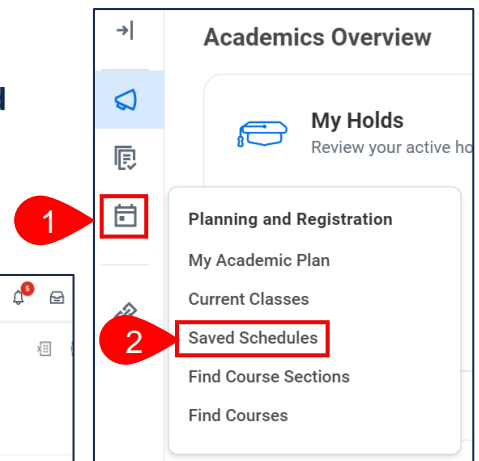 Academics Overview
My Holds
Review your active ho
1
Planning and Registration
My Academic Plan
Current Classes
2
Saved Schedules
Find Course Sections
Find Courses